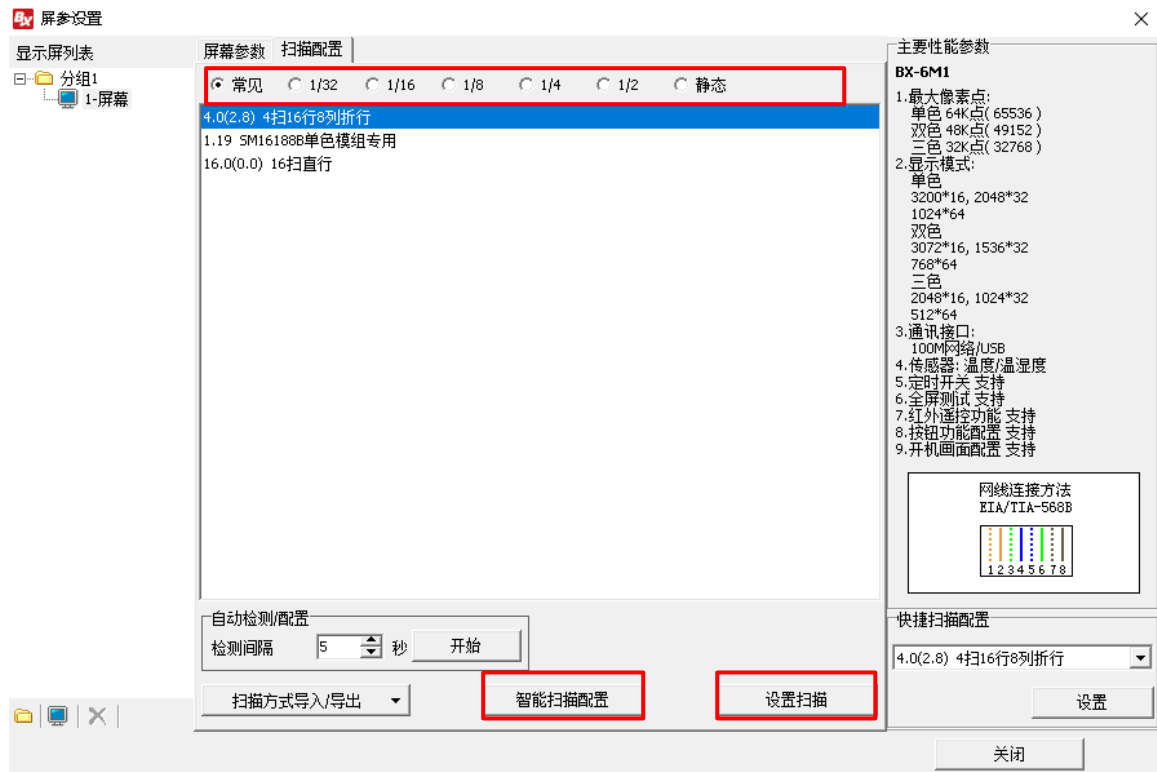 BX 屏参设置
显示屏列表
分组1
1-屏幕
屏幕参数 扫描配置
常见 1/32 1/16 1/8 1/4 1/2 静态
4.0(2.8) 4扫16行8列折行
1.19 SM16188B单色模组专用
16.0(0.0) 16扫直行
自动检测/配置
检测间隔 5 秒 开始
扫描方式导入/导出 智能扫描配置 设置扫描
主要性能参数
BX-6M1
1.最大像素点:
单色 64K点( 65536 )
双色 48K点( 49152 )
三色 32K点( 32768 )
2.显示模式:
单色
3200*16, 2048*32
1024*64
双色
3072*16, 1536*32
768*64
三色
2048*16, 1024*32
512*64
3.通讯接口:
100M网络/USB
4.传感器: 温度/温湿度
5.定时开关 支持
6.全屏测试 支持
7.红外遥控功能 支持
8.按钮功能配置 支持
9.开机画面配置 支持
网线连接方法
EIA/TIA-568B
1 2 3 4 5 6 7 8
快捷扫描配置
4.0(2.8) 4扫16行8列折行
设置
关闭